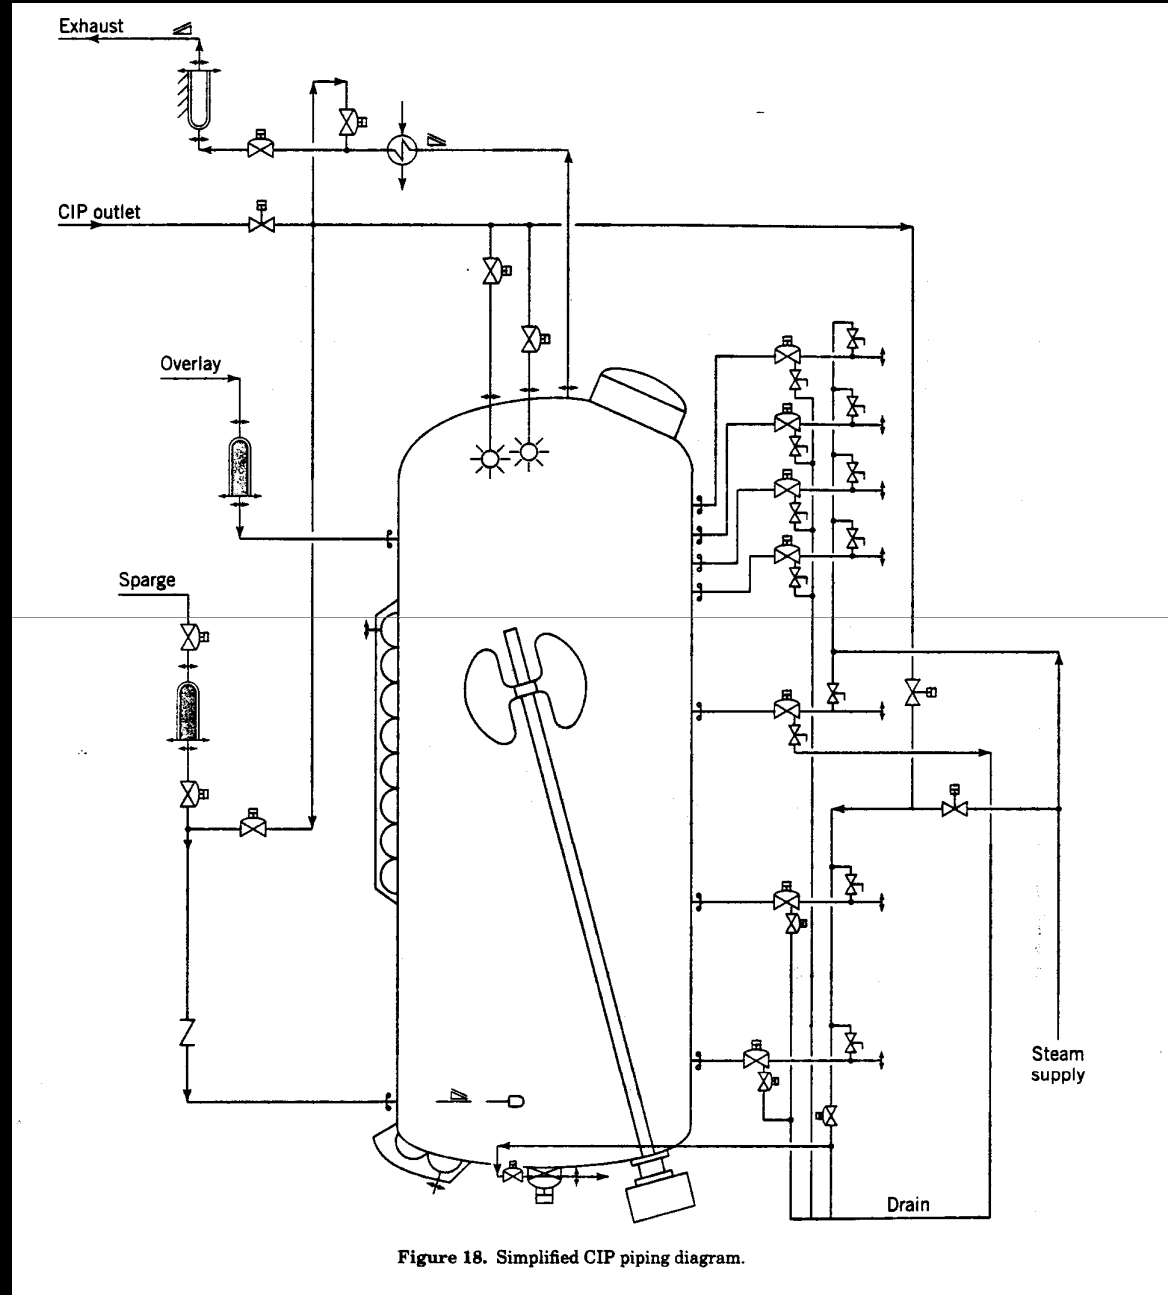 Exhaust
CIP outlet
Overlay
Sparge
Steam
supply
Drain
Figure 18. Simplified CIP piping diagram.